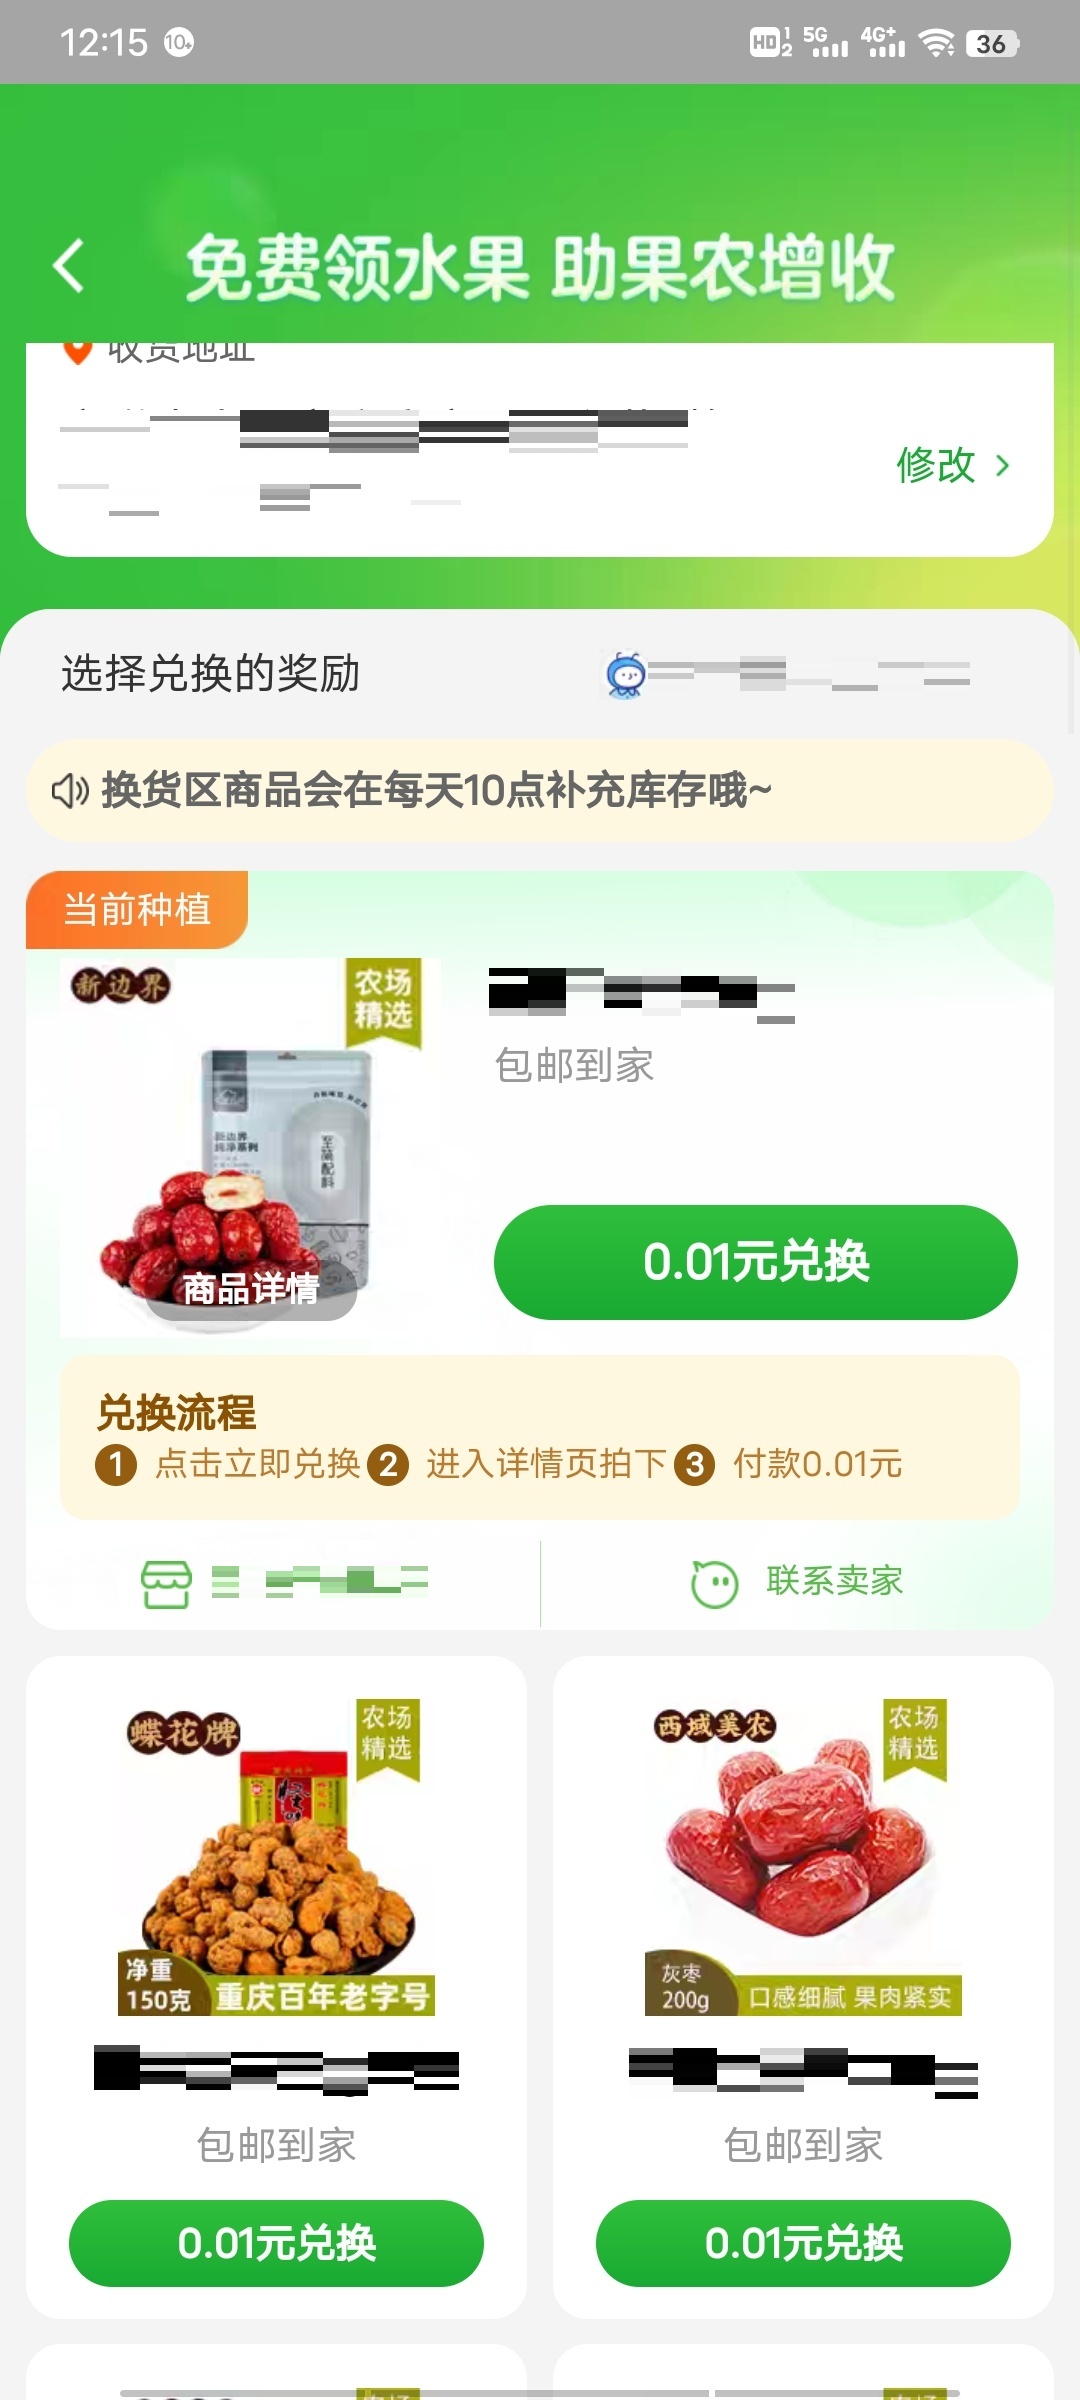 12:15
10+
HD 1 2 5G 4G+ 36
免费领水果 助果农增收
收货地址
修改
选择兑换的奖励
换货区商品会在每天10点补充库存哦~
当前种植
新边界
农场
精选
至简配料
商品详情
包邮到家
0.01元兑换
兑换流程
1 点击立即兑换 2 进入详情页拍下 3 付款0.01元
联系卖家
蝶花牌
农场
精选
净重
150克
重庆百年老字号
包邮到家
0.01元兑换
西域美农
农场
精选
灰枣
200g
口感细腻 果肉紧实
包邮到家
0.01元兑换